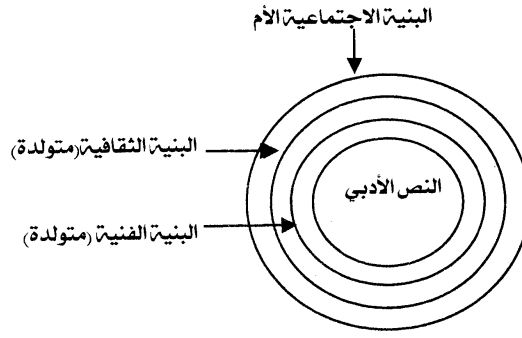 البنية الاجتماعية الأم
البنية الثقافية (متولدة)
النص الأدبي
البنية الفنية (متولدة)